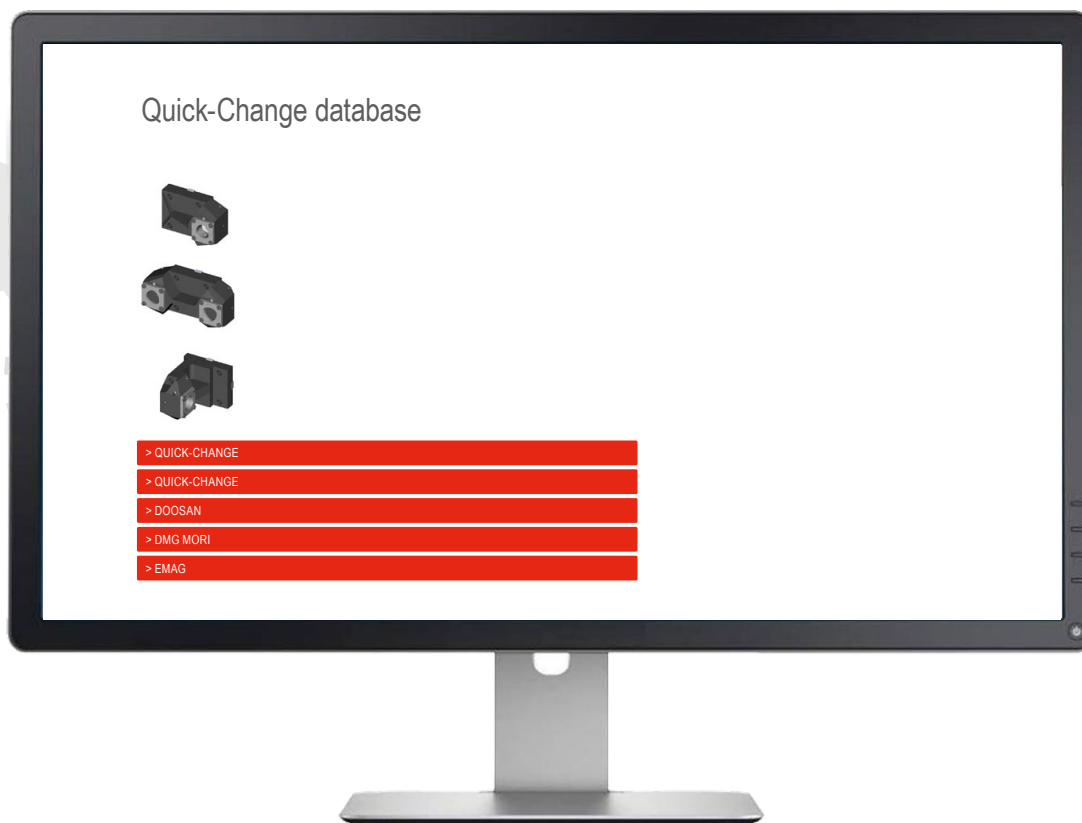 Quick-Change database
> QUICK-CHANGE
> QUICK-CHANGE
> DOOSAN
> DMG MORI
> EMAG